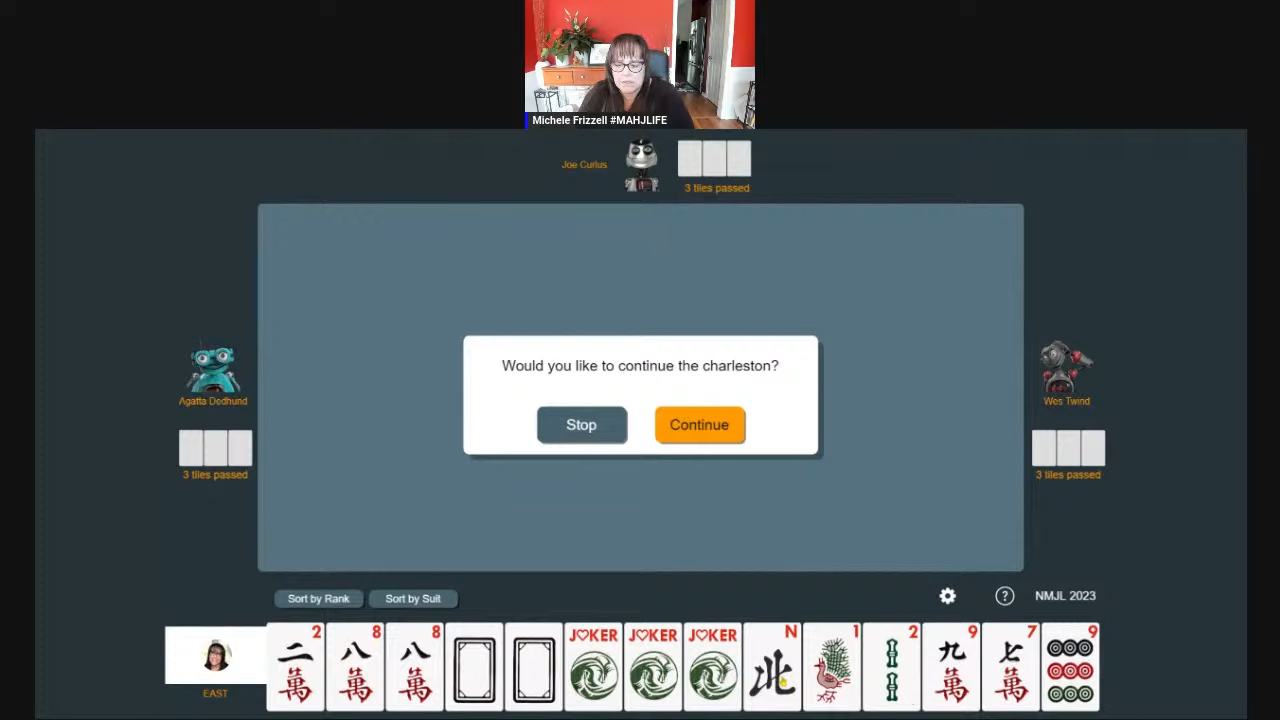 Michele Frizzell #MAHJLIFE
Joe Curlus
3 tiles passed
Would you like to continue the charleston?
Stop
Continue
Agatta Dedhund
3 tiles passed
Wes Twind
3 tiles passed
Sort by Rank
Sort by Suit
?
NMJL 2023
EAST
2 二萬
8 八萬
8 八萬
JOKER
JOKER
JOKER
N 北
1
2
9 九萬
7 七萬
9